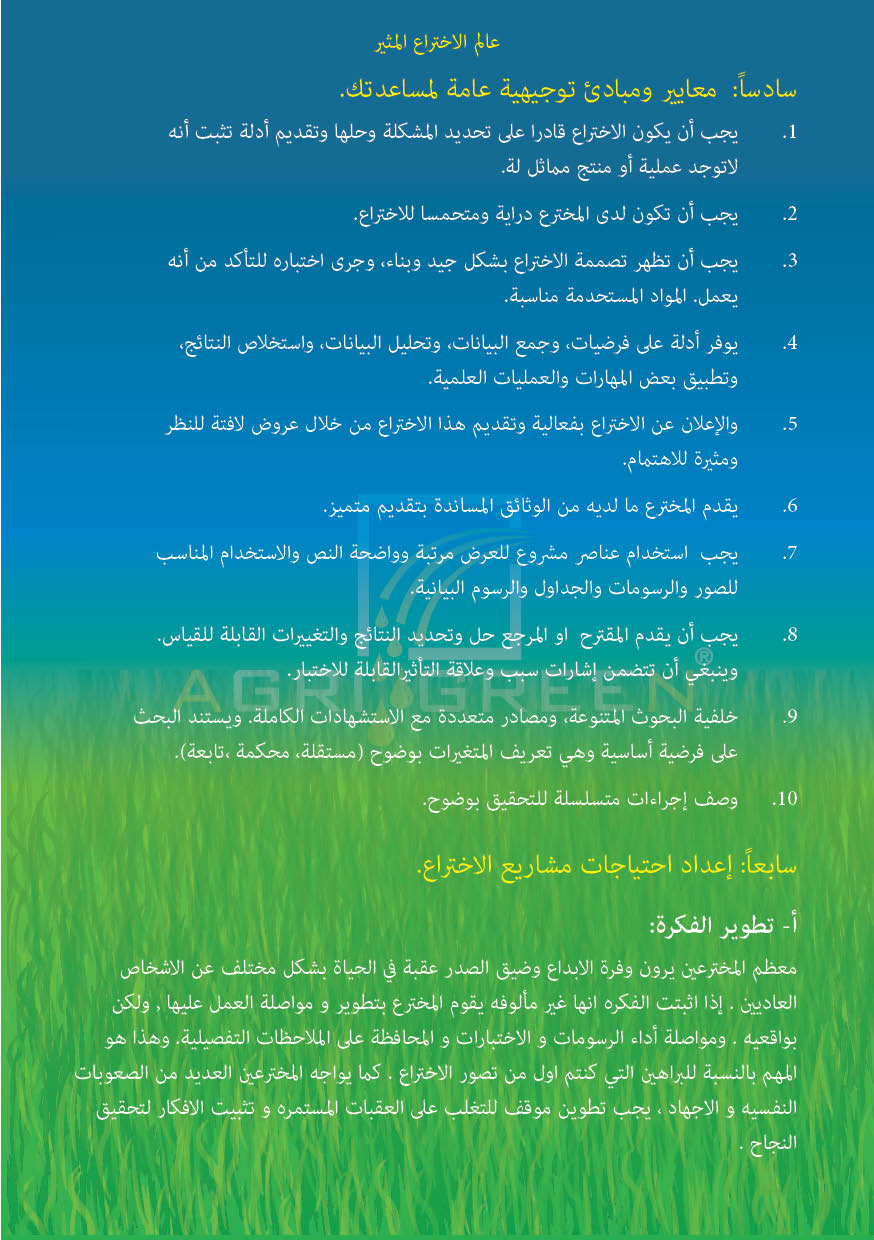 عالم الاختراع المثير
سادساً: معايير ومبادئ توجيهية عامة لمساعدتك.
1. يجب أن يكون الاختراع قادرا على تحديد المشكلة وحلها وتقديم أدلة تثبت أنه
لاتوجد عملية أو منتج مماثل لة.
2. يجب أن تكون لدى المخترع دراية ومتحمسا للاختراع.
3. يجب أن تظهر تصممة الاختراع بشكل جيد وبناء، وجرى اختباره للتأكد من أنه
يعمل. المواد المستحدمة مناسبة.
4. يوفر أدلة على فرضيات، وجمع البيانات، وتحليل البيانات، واستخلاص النتائج،
وتطبيق بعض المهارات والعمليات العلمية.
5. والإعلان عن الاختراع بفعالية وتقديم هذا الاختراع من خلال عروض لافتة للنظر
ومثيرة للاهتمام.
6. يقدم المخترع ما لديه من الوثائق المساندة بتقديم متميز.
7. يجب استخدام عناصر مشروع للعرض مرتبة وواضحة النص والاستخدام المناسب
للصور والرسومات والجداول والرسوم البيانية.
8. يجب أن يقدم المقترح او المرجع حل وتحديد النتائج والتغييرات القابلة للقياس.
وينبغي أن تتضمن إشارات سبب وعلاقة التأثيرالقابلة للاختبار.
AGRI GREEN®
9. خلفية البحوث المتنوعة، ومصادر متعددة مع الاستشهادات الكاملة. ويستند البحث
على فرضية أساسية وهي تعريف المتغيرات بوضوح (مستقلة، محكمة ،تابعة).
10. وصف إجراءات متسلسلة للتحقيق بوضوح.
سابعاً: إعداد احتياجات مشاريع الاختراع.
أ- تطوير الفكرة:
معظم المخترعين يرون وفرة الابداع وضيق الصدر عقبة في الحياة بشكل مختلف عن الاشخاص
العاديين . إذا اثبتت الفكره انها غير مألوفه يقوم المخترع بتطوير و مواصلة العمل عليها , ولكن
بواقعيه . ومواصلة أداء الرسومات و الاختبارات و المحافظة على الملاحظات التفصيلية. وهذا هو
المهم بالنسبة للبراهين التي كنتم اول من تصور الاختراع . كما يواجه المخترعين العديد من الصعوبات
النفسيه و الاجهاد ، يجب تطوين موقف للتغلب على العقبات المستمره و تثبيت الافكار لتحقيق
النجاح .